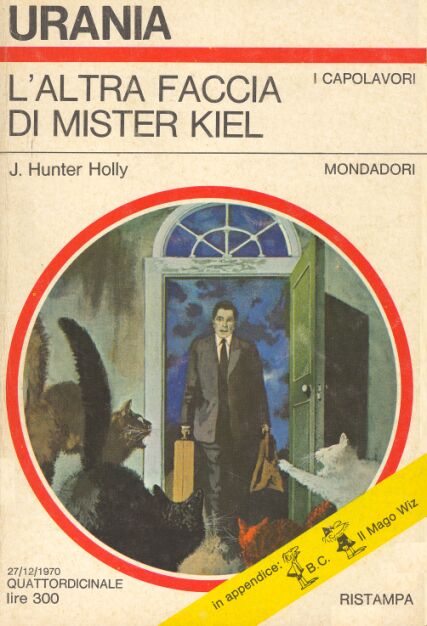 URANIA
L'ALTRA FACCIA
DI MISTER KIEL
I CAPOLAVORI
J. Hunter Holly
MONDADORI
27/12/1970
QUATTORDICINALE
lire 300
in appendice: B.C. Il Mago Wiz
RISTAMPA